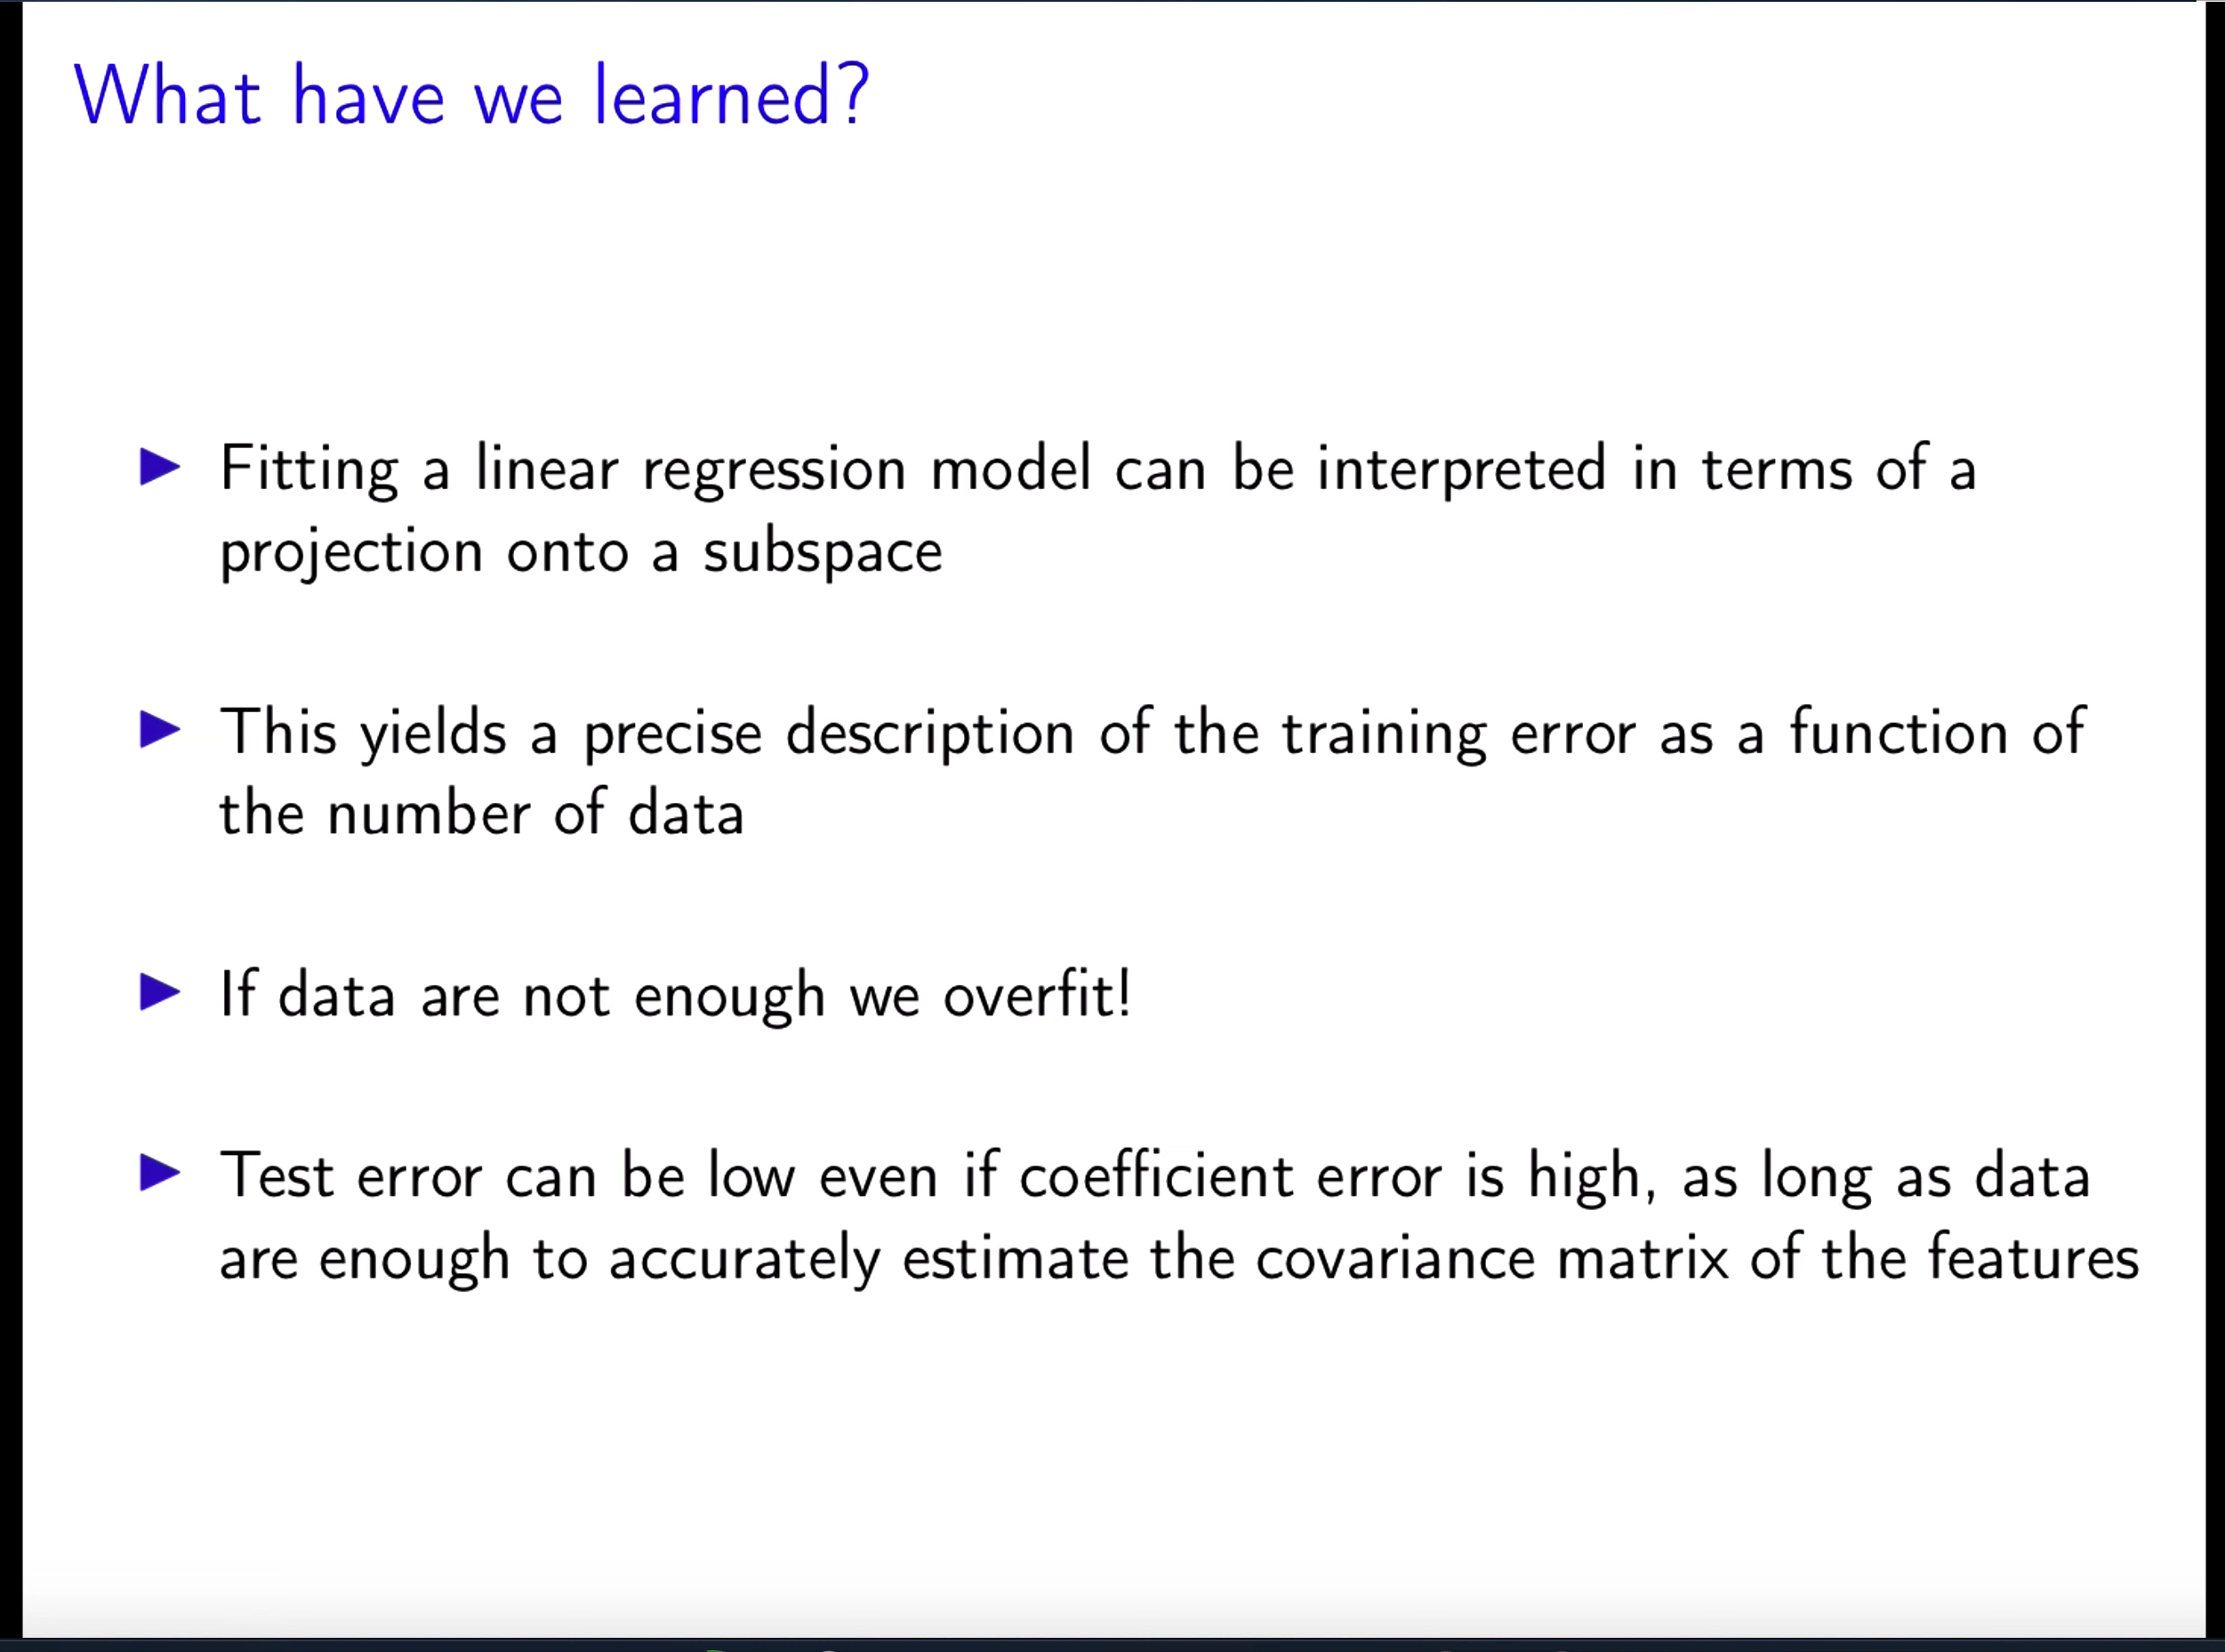 What have we learned?
Fitting a linear regression model can be interpreted in terms of a
projection onto a subspace
This yields a precise description of the training error as a function of
the number of data
If data are not enough we overfit!
Test error can be low even if coefficient error is high, as long as data
are enough to accurately estimate the covariance matrix of the features